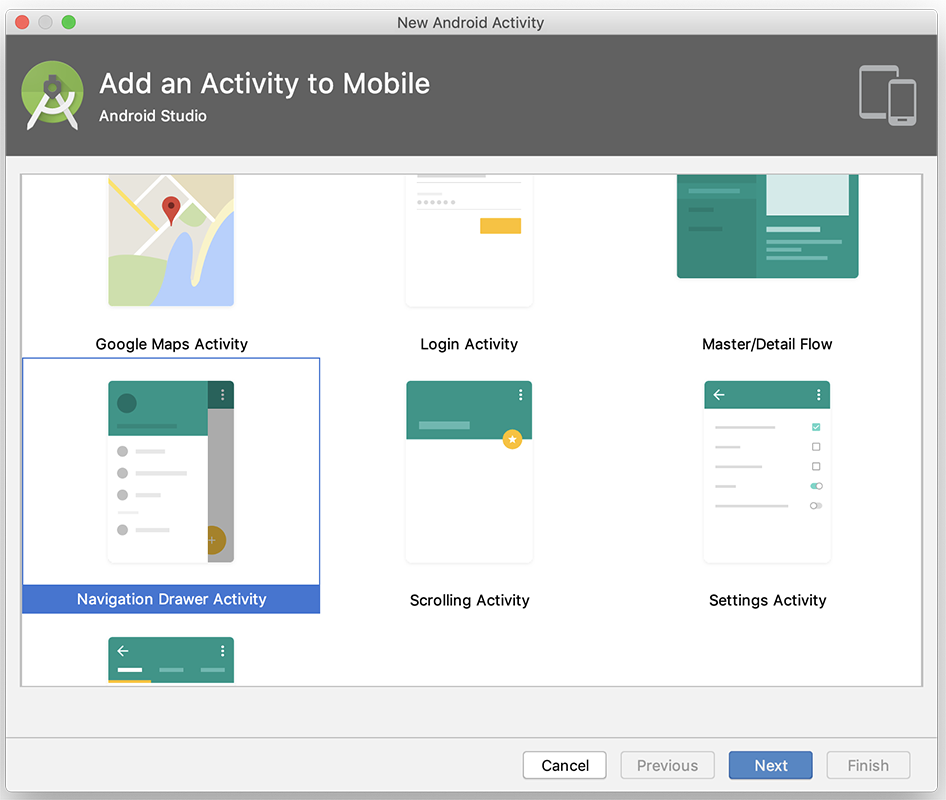 New Android Activity
Add an Activity to Mobile
Android Studio
Google Maps Activity
Login Activity
Master/Detail Flow
Navigation Drawer Activity
Scrolling Activity
Settings Activity
Cancel
Previous
Next
Finish